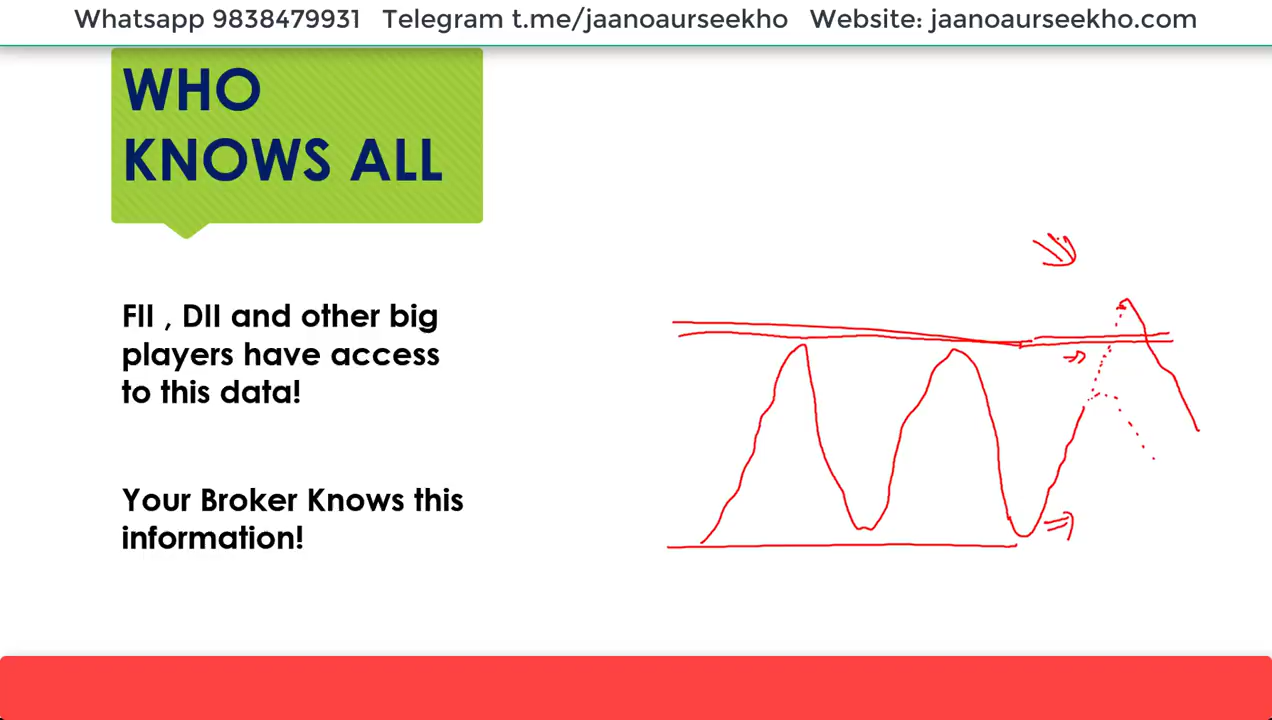 Whatsapp 9838479931 Telegram t.me/jaanoaurseekho Website: jaanoaurseekho.com
WHO
KNOWS ALL
FII , DII and other big
players have access
to this data!
Your Broker Knows this
information!